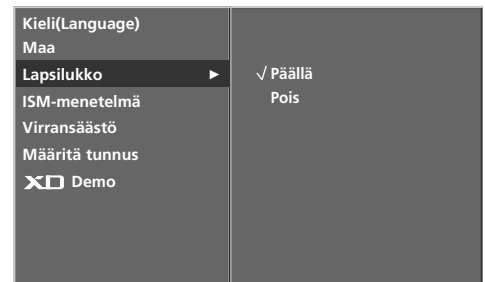 Kieli(Language)
Maa
Lapsilukko ►
ISM-menetelmä
Virransäästö
Määritä tunnus
XD Demo
√ Päällä
Pois